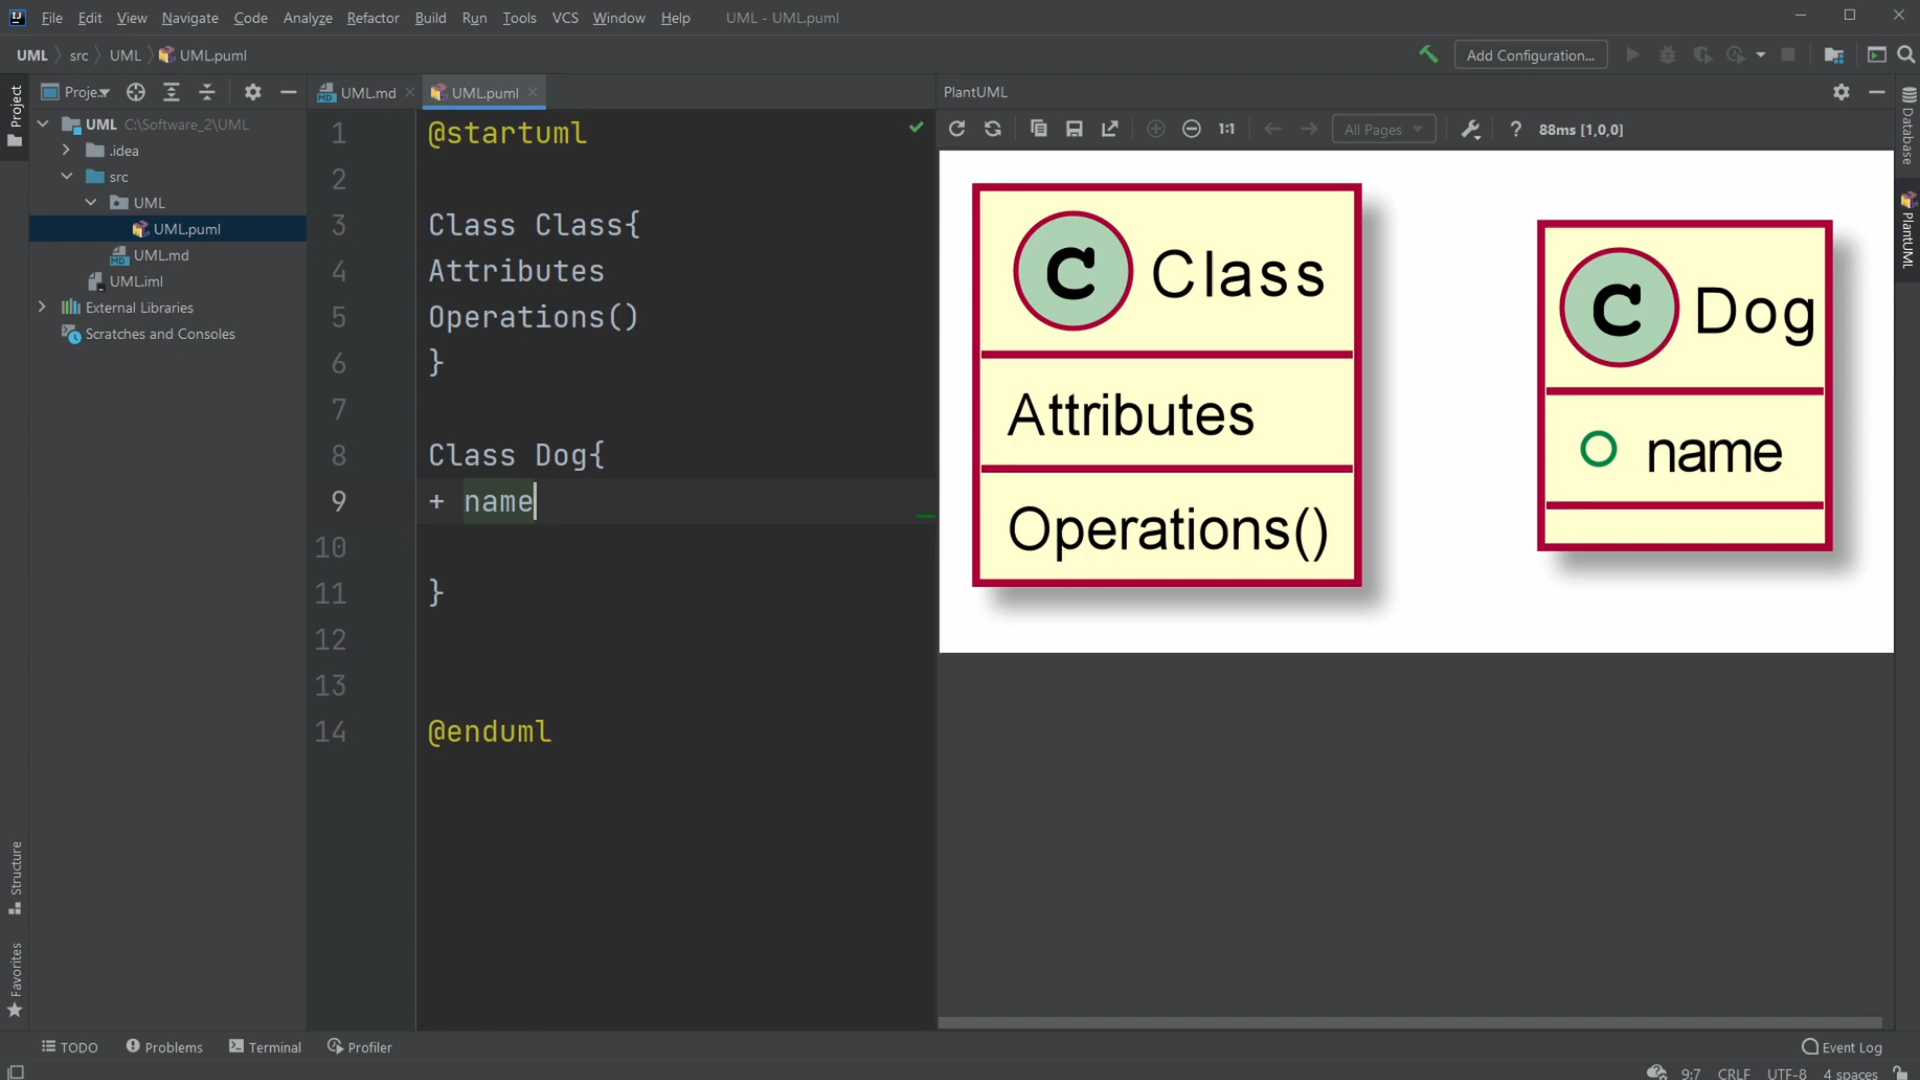 File Edit View Navigate Code Analyze Refactor Build Run Tools VCS Window Help UML - UML.puml
UML src UML UML.puml
Add Configuration...
Project
Proje...
UML.md
UML.puml
PlantUML
UML C:\Software_2\UML
.idea
src
UML
UML.puml
UML.md
UML.iml
External Libraries
Scratches and Consoles
1 @startuml
2
3 Class Class{
4 Attributes
5 Operations()
6 }
7
8 Class Dog{
9 + name
10
11 }
12
13
14 @enduml
1:1 All Pages ? 88ms [1,0,0]
C Class
Attributes
Operations()
C Dog
name
Database
PlantUML
Structure
Favorites
TODO Problems Terminal Profiler Event Log
9:7 CRLF UTF-8 4 spaces